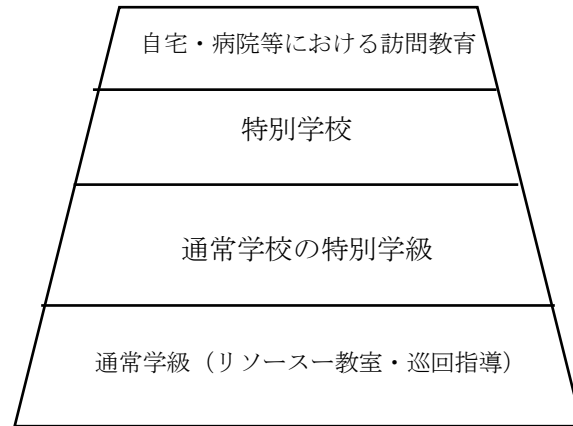 自宅・病院等における訪問教育
特別学校
通常学校の特別学級
通常学級（リソースー教室・巡回指導）